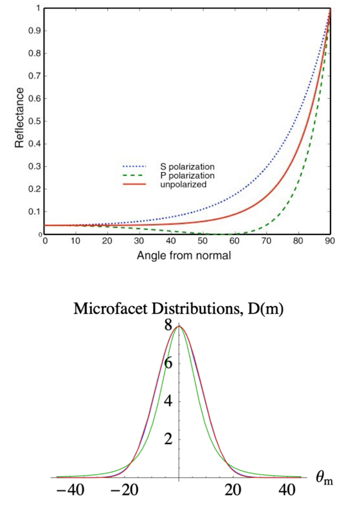 1
0.9
0.8
0.7
0.6
0.5
0.4
0.3
0.2
0.1
0
Reflectance
S polarization
P polarization
unpolarized
0 10 20 30 40 50 60 70 80 90
Angle from normal
Microfacet Distributions, D(m)
8
6
4
2
−40 −20 20 40 θm